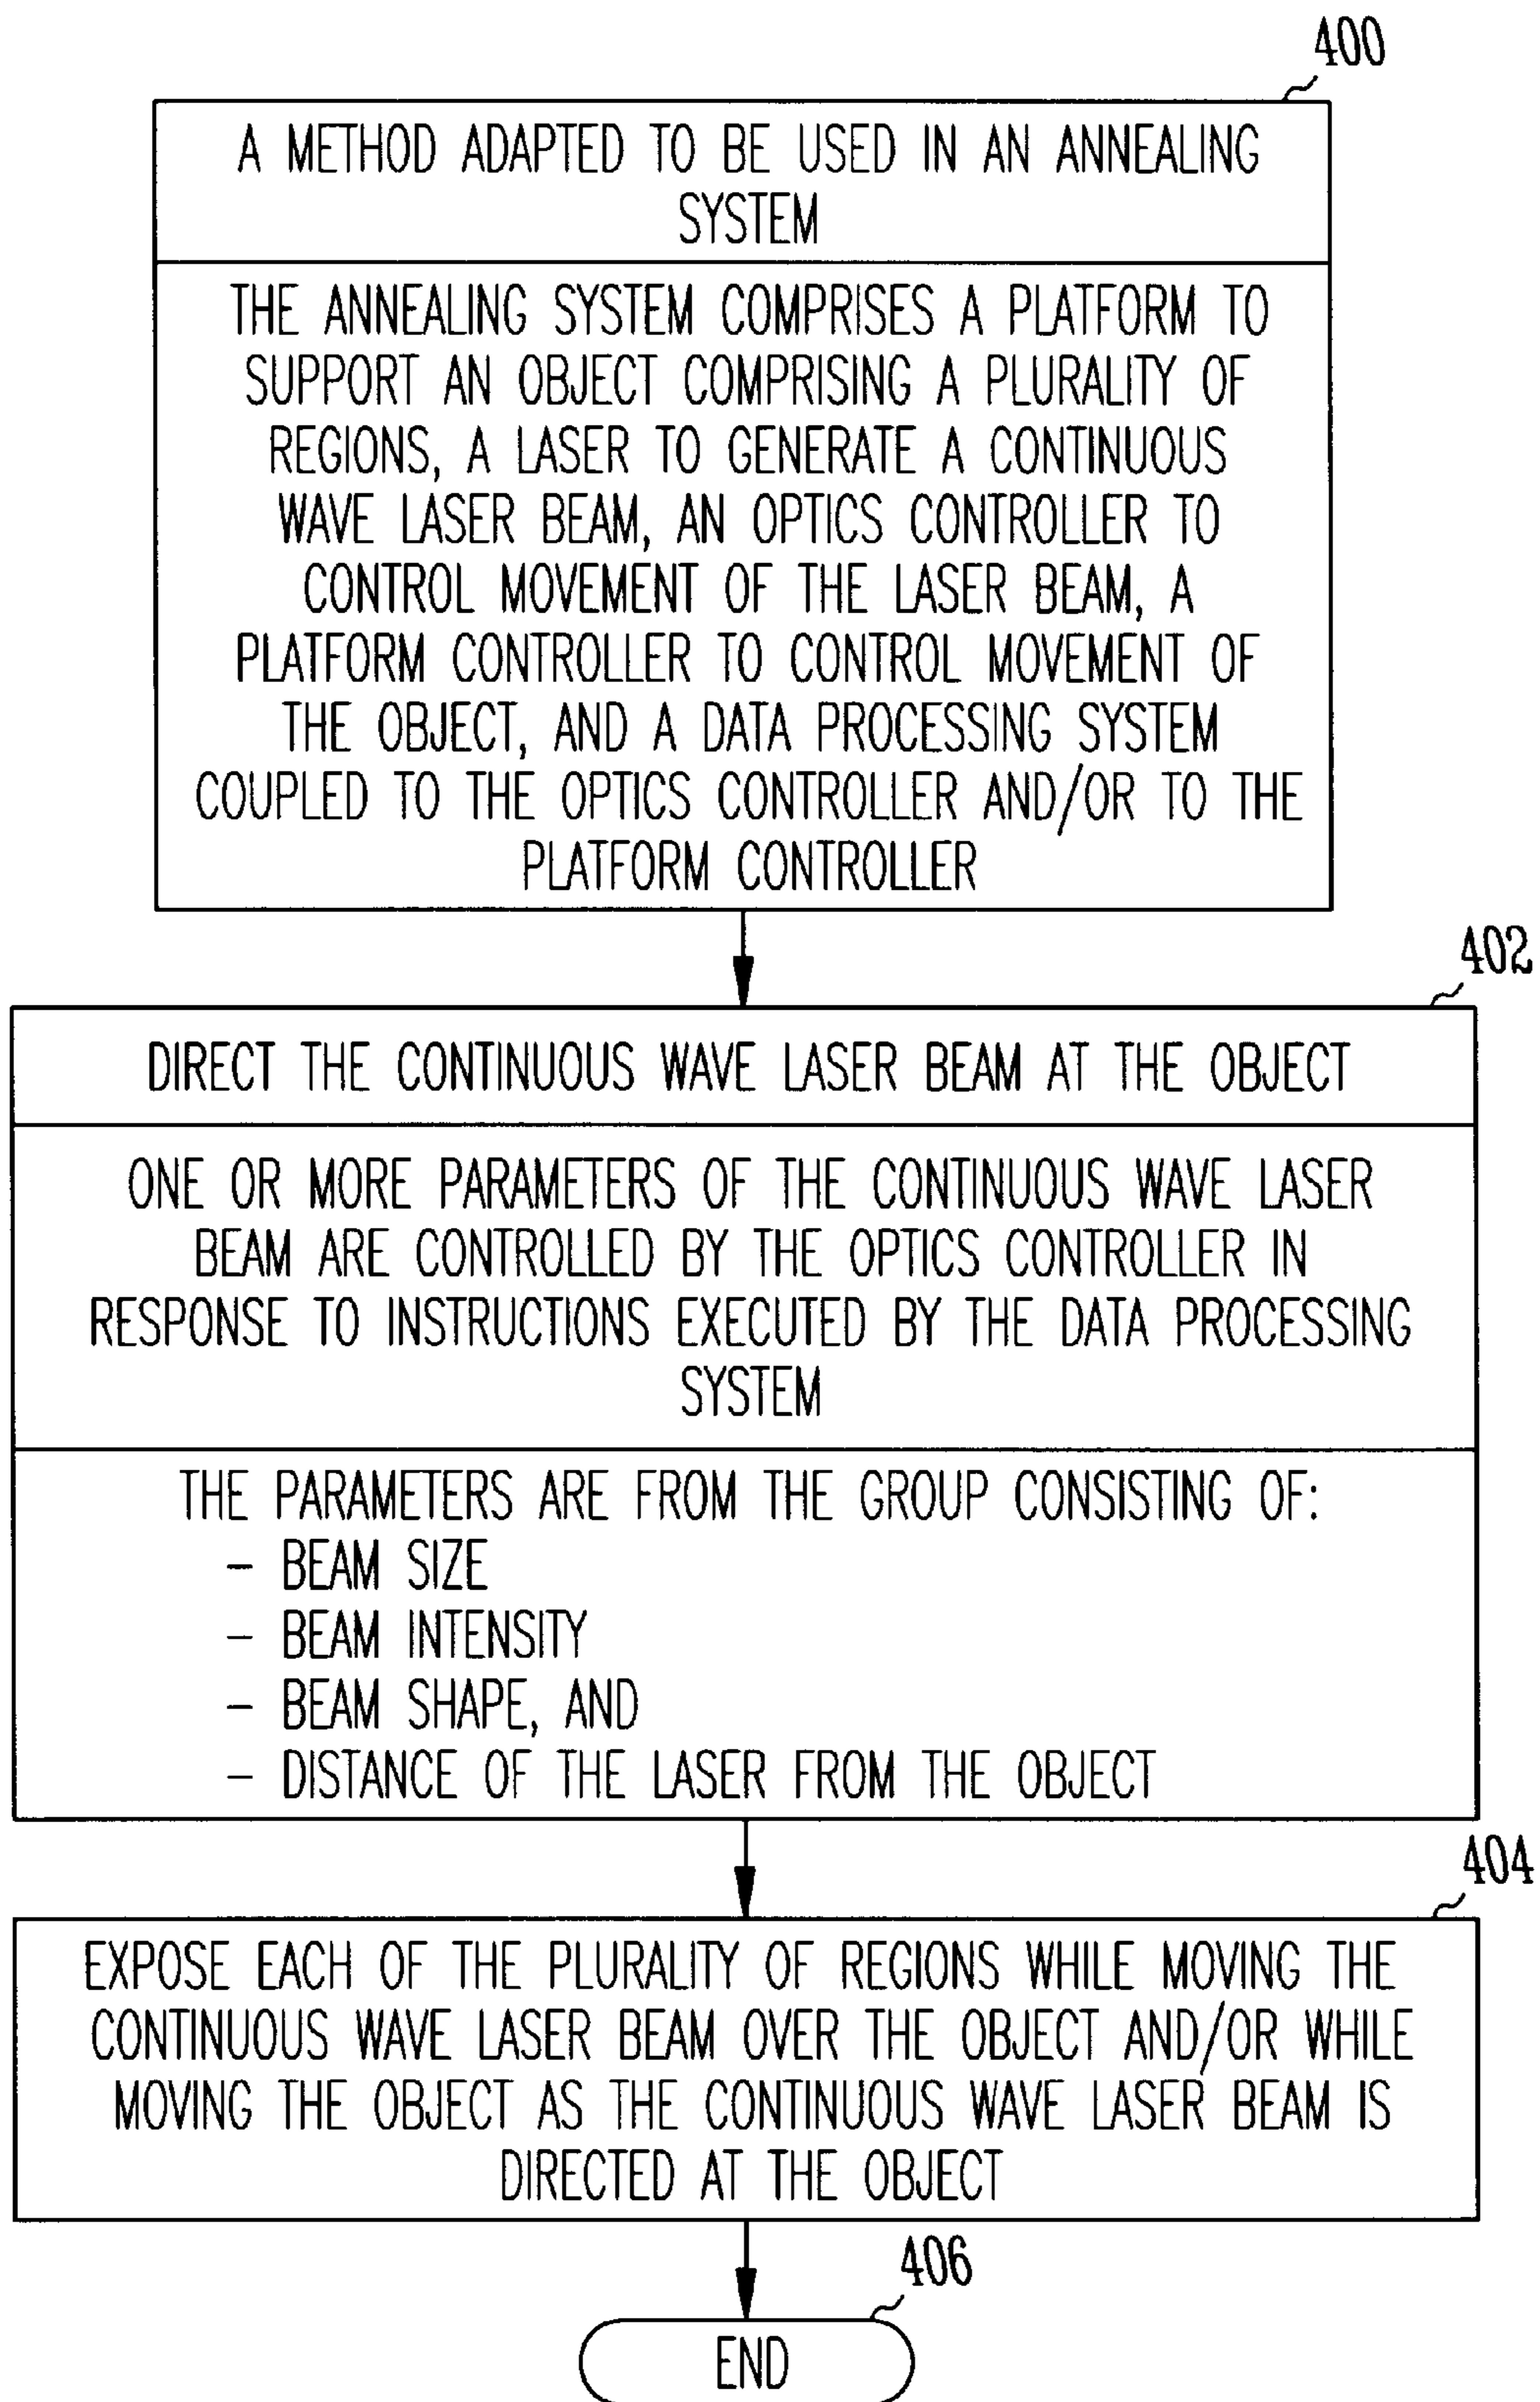 400
A METHOD ADAPTED TO BE USED IN AN ANNEALING
SYSTEM
THE ANNEALING SYSTEM COMPRISES A PLATFORM TO
SUPPORT AN OBJECT COMPRISING A PLURALITY OF
REGIONS, A LASER TO GENERATE A CONTINUOUS
WAVE LASER BEAM, AN OPTICS CONTROLLER TO
CONTROL MOVEMENT OF THE LASER BEAM, A
PLATFORM CONTROLLER TO CONTROL MOVEMENT OF
THE OBJECT, AND A DATA PROCESSING SYSTEM
COUPLED TO THE OPTICS CONTROLLER AND/OR TO THE
PLATFORM CONTROLLER
402
DIRECT THE CONTINUOUS WAVE LASER BEAM AT THE OBJECT
ONE OR MORE PARAMETERS OF THE CONTINUOUS WAVE LASER
BEAM ARE CONTROLLED BY THE OPTICS CONTROLLER IN
RESPONSE TO INSTRUCTIONS EXECUTED BY THE DATA PROCESSING
SYSTEM
THE PARAMETERS ARE FROM THE GROUP CONSISTING OF:
- BEAM SIZE
- BEAM INTENSITY
- BEAM SHAPE, AND
- DISTANCE OF THE LASER FROM THE OBJECT
404
EXPOSE EACH OF THE PLURALITY OF REGIONS WHILE MOVING THE
CONTINUOUS WAVE LASER BEAM OVER THE OBJECT AND/OR WHILE
MOVING THE OBJECT AS THE CONTINUOUS WAVE LASER BEAM IS
DIRECTED AT THE OBJECT
406
END